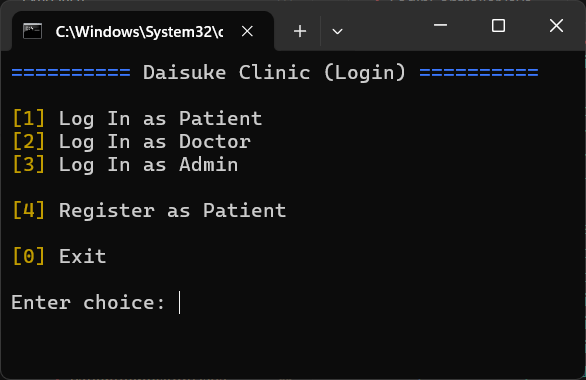 C:\Windows\System32\c
========== Daisuke Clinic (Login) ==========
[1] Log In as Patient
[2] Log In as Doctor
[3] Log In as Admin
[4] Register as Patient
[0] Exit
Enter choice: